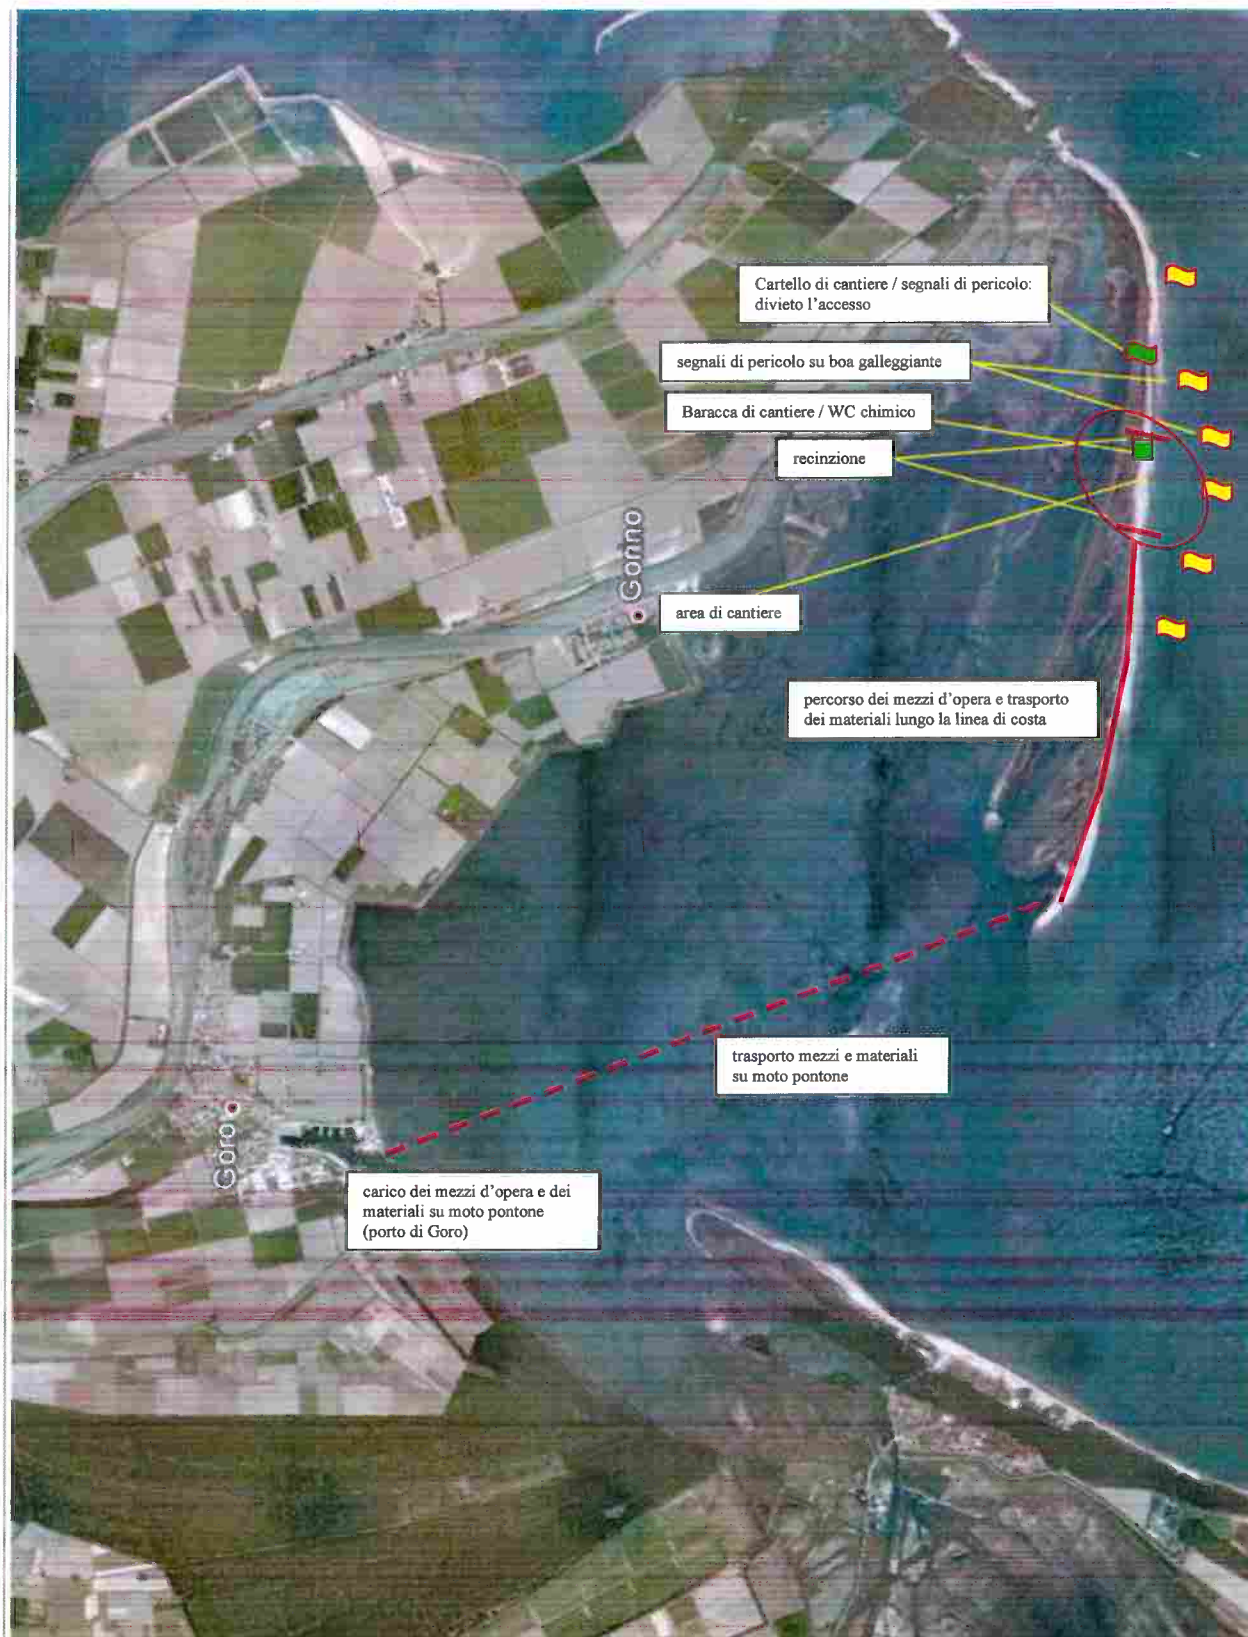 Cartello di cantiere / segnali di pericolo:
divieto l'accesso
segnali di pericolo su boa galleggiante
Baracca di cantiere / WC chimico
recinzione
Gonno
area di cantiere
percorso dei mezzi d'opera e trasporto
dei materiali lungo la linea di costa
trasporto mezzi e materiali
su moto pontone
Goro
carico dei mezzi d'opera e dei
materiali su moto pontone
(porto di Goro)